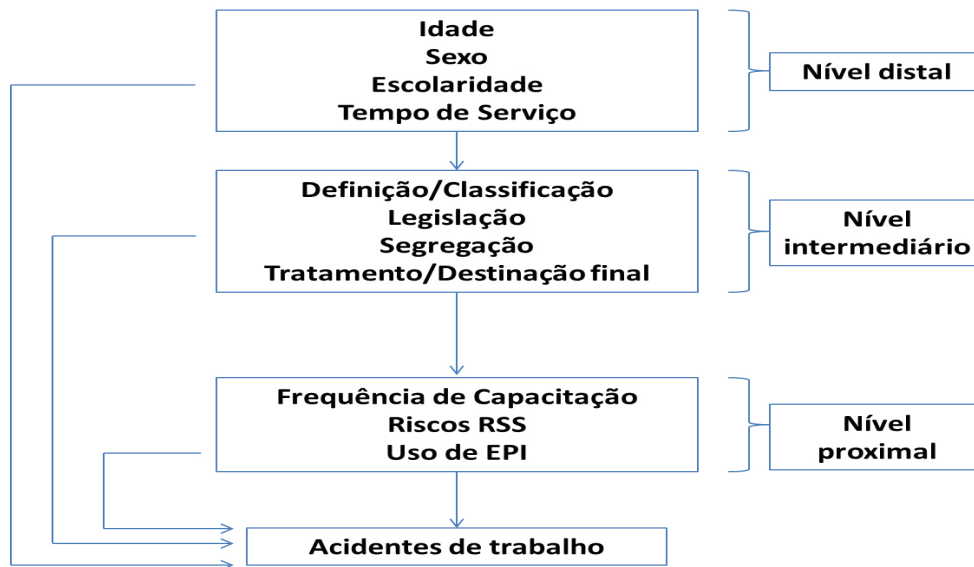 Idade
Sexo
Escolaridade
Tempo de Serviço
Nível distal
Definição/Classificação
Legislação
Segregação
Tratamento/Destinação final
Nível
intermediário
Frequência de Capacitação
Riscos RSS
Uso de EPI
Nível
proximal
Acidentes de trabalho